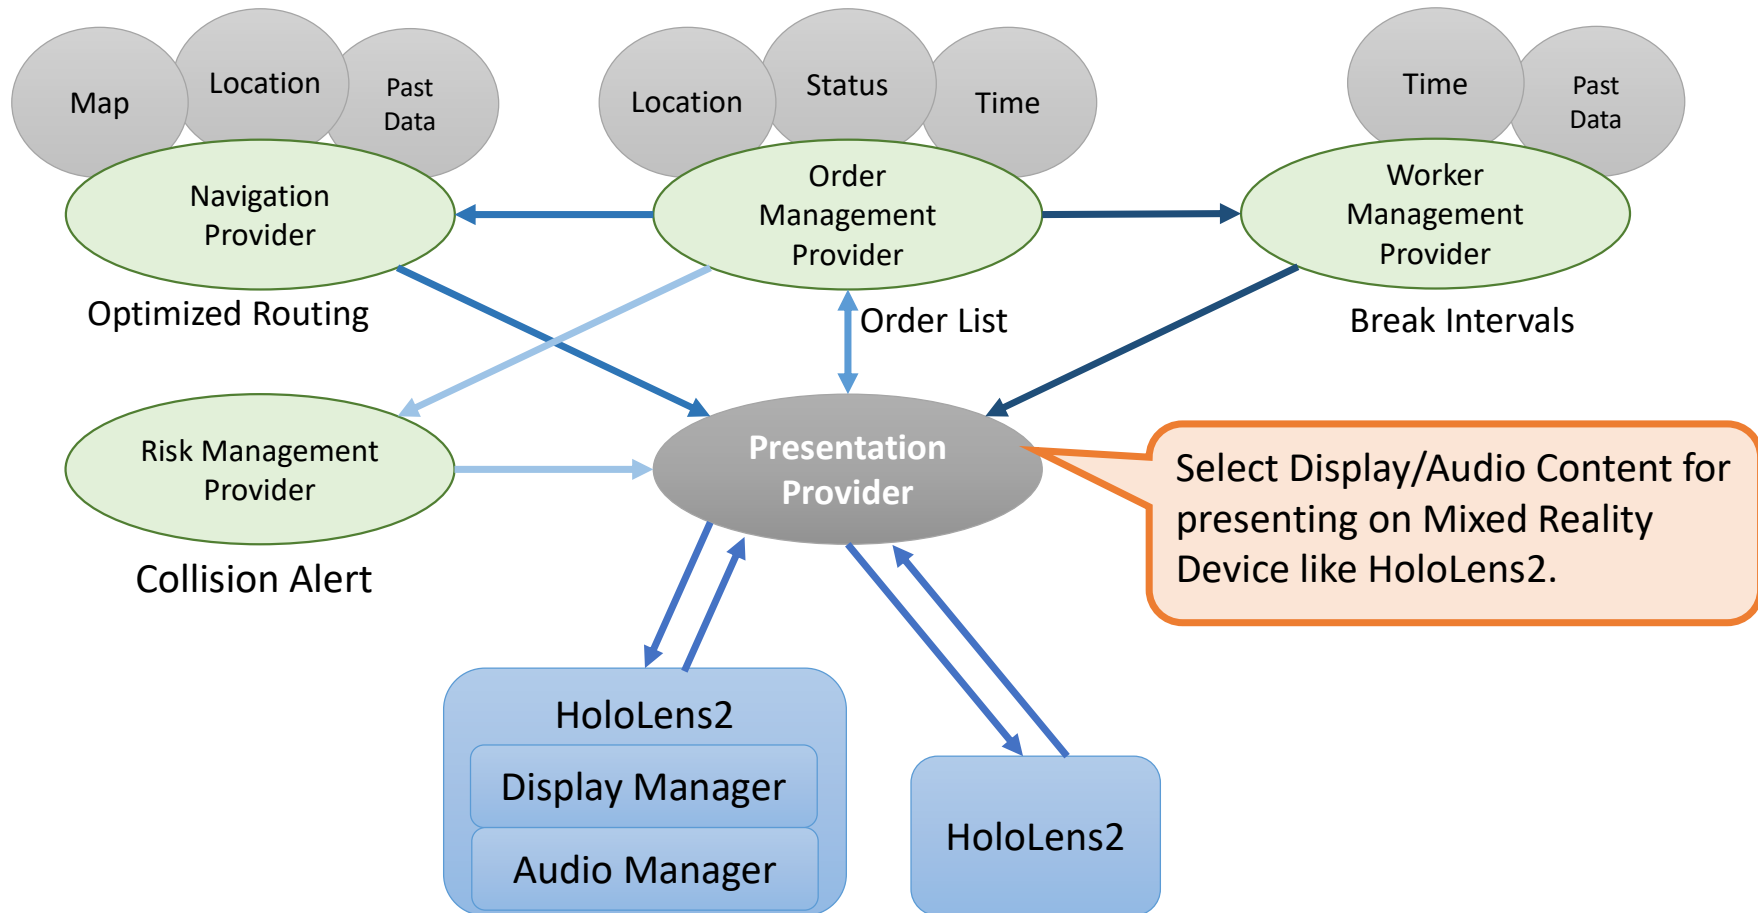 Map
Location
Past
Data
Location
Status
Time
Time
Past
Data
Navigation
Provider
Order
Management
Provider
Worker
Management
Provider
Optimized Routing
Order List
Break Intervals
Risk Management
Provider
Presentation
Provider
Select Display/Audio Content for
presenting on Mixed Reality
Device like HoloLens2.
Collision Alert
HoloLens2
Display Manager
Audio Manager
HoloLens2